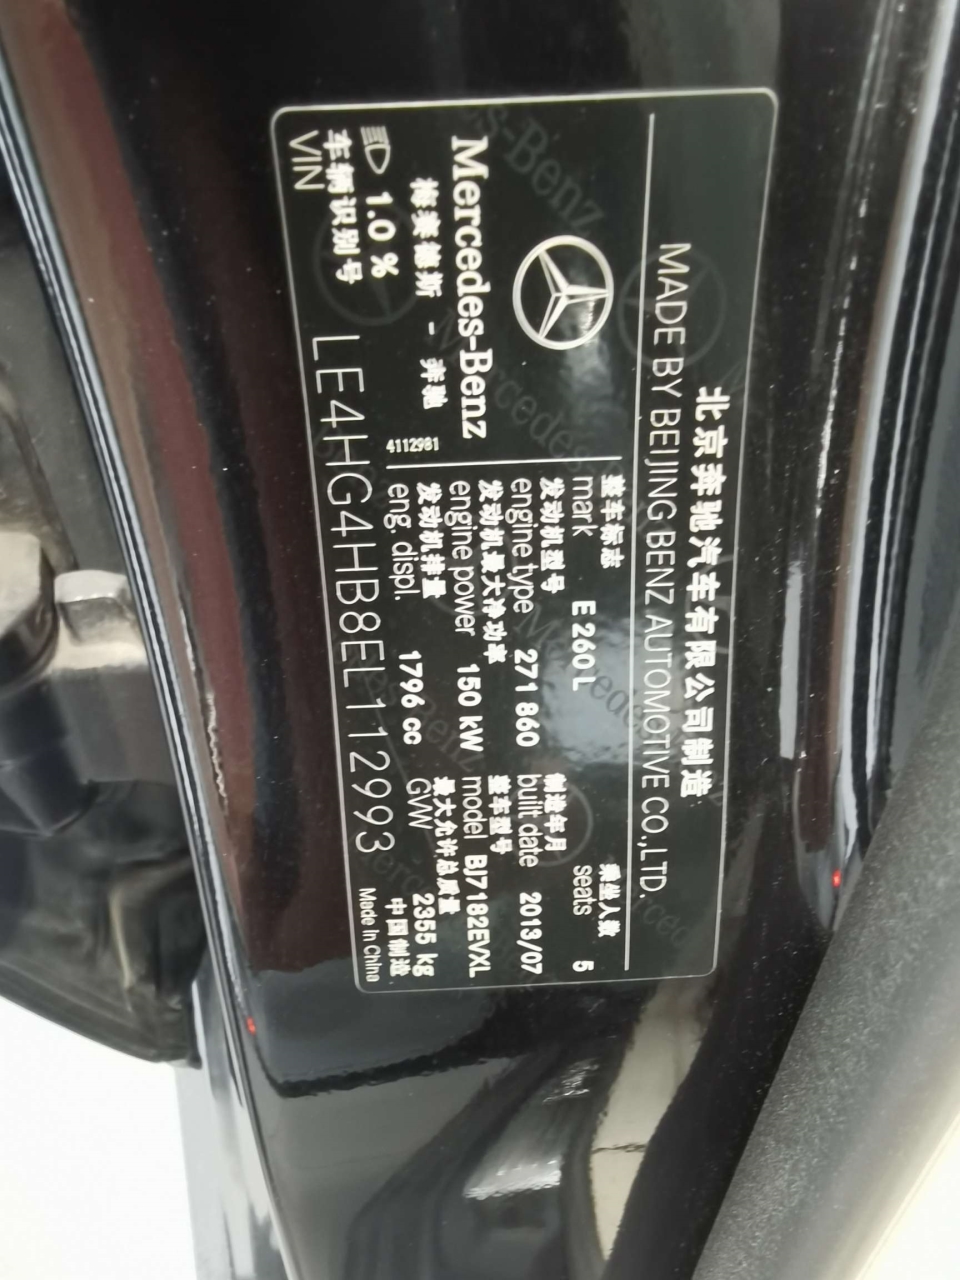 北京奔驰汽车有限公司制造
MADE BY BEIJING BENZ AUTOMOTIVE CO.,LTD.
Mercedes-Benz
梅赛德斯 - 奔驰
4112981
整车标志
mark E 260 L
乘坐人数
seats 5
发动机型号
engine type 271 860
制造年月
built date 2013/07
发动机最大净功率
engine power 150 kW
整车型号
model BJ7182EVXL
发动机排量
eng. displ. 1796 cc
最大允许总质量
GVW 2355 kg
1.0 %
车辆识别号
VIN LE4HG4HB8EL112993
中国制造
Made In China